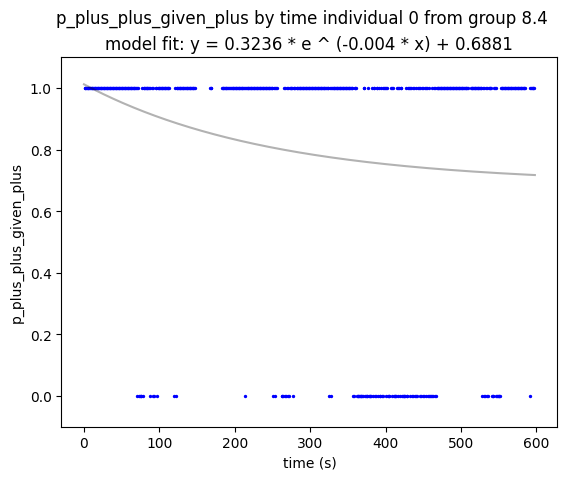 p_plus_plus_given_plus by time individual 0 from group 8.4
model fit: y = 0.3236 * e ^ (-0.004 * x) + 0.6881
p_plus_plus_given_plus
1.0
0.8
0.6
0.4
0.2
0.0
0 100 200 300 400 500 600
time (s)